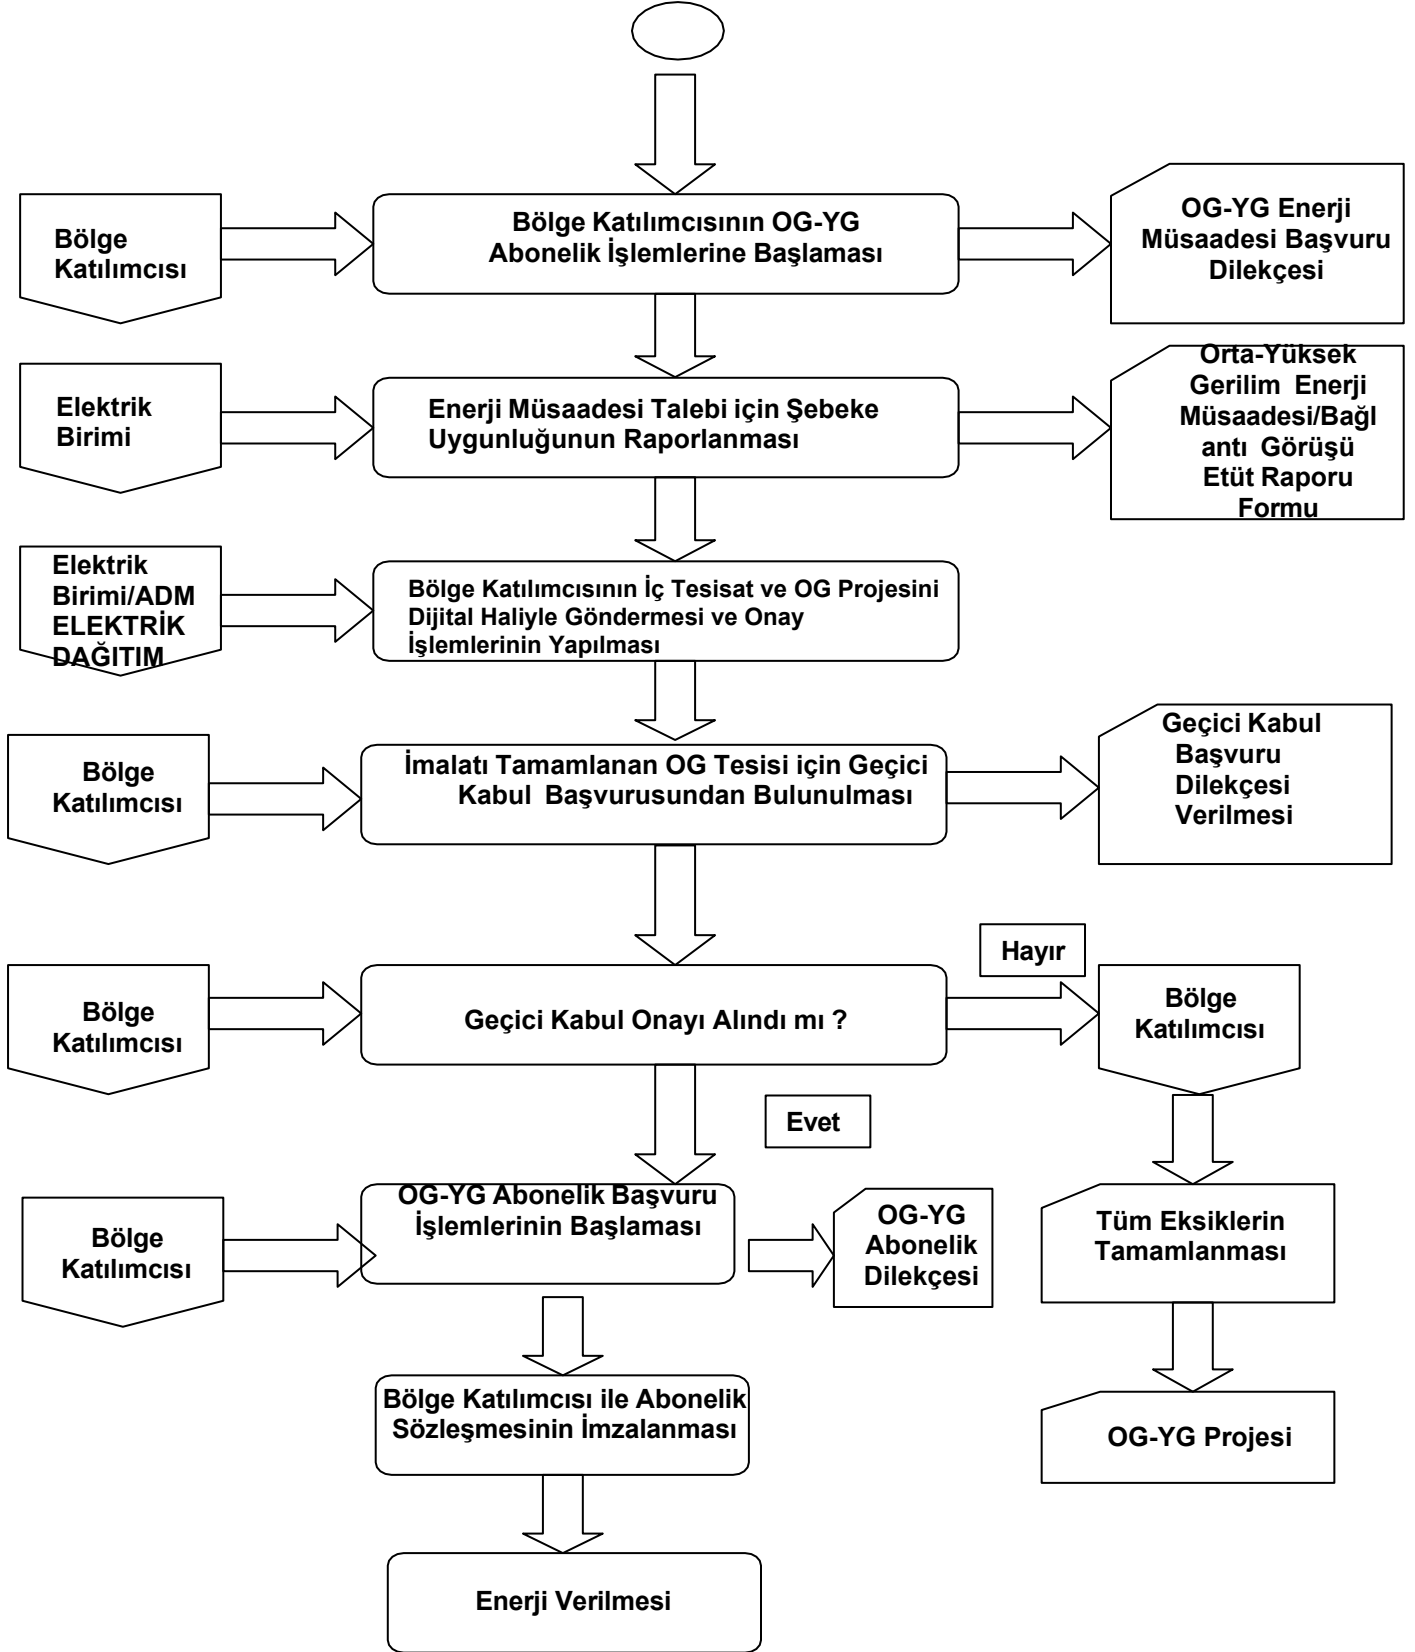 Bölge
Katılımcısı
Bölge Katılımcısının OG-YG
Abonelik İşlemlerine Başlaması
OG-YG Enerji
Müsaadesi Başvuru
Dilekçesi
Elektrik
Birimi
Enerji Müsaadesi Talebi için Şebeke
Uygunluğunun Raporlanması
Orta-Yüksek
Gerilim Enerji
Müsaadesi/Bağl
antı Görüşü
Etüt Raporu
Formu
Elektrik
Birimi/ADM
ELEKTRİK
DAĞITIM
Bölge Katılımcısının İç Tesisat ve OG Projesini
Dijital Haliyle Göndermesi ve Onay
İşlemlerinin Yapılması
Bölge
Katılımcısı
İmalatı Tamamlanan OG Tesisi için Geçici
Kabul Başvurusundan Bulunulması
Geçici Kabul
Başvuru
Dilekçesi
Verilmesi
Bölge
Katılımcısı
Geçici Kabul Onayı Alındı mı ?
Hayır
Bölge
Katılımcısı
Evet
Bölge
Katılımcısı
OG-YG Abonelik Başvuru
İşlemlerinin Başlaması
OG-YG
Abonelik
Dilekçesi
Tüm Eksiklerin
Tamamlanması
Bölge Katılımcısı ile Abonelik
Sözleşmesinin İmzalanması
OG-YG Projesi
Enerji Verilmesi